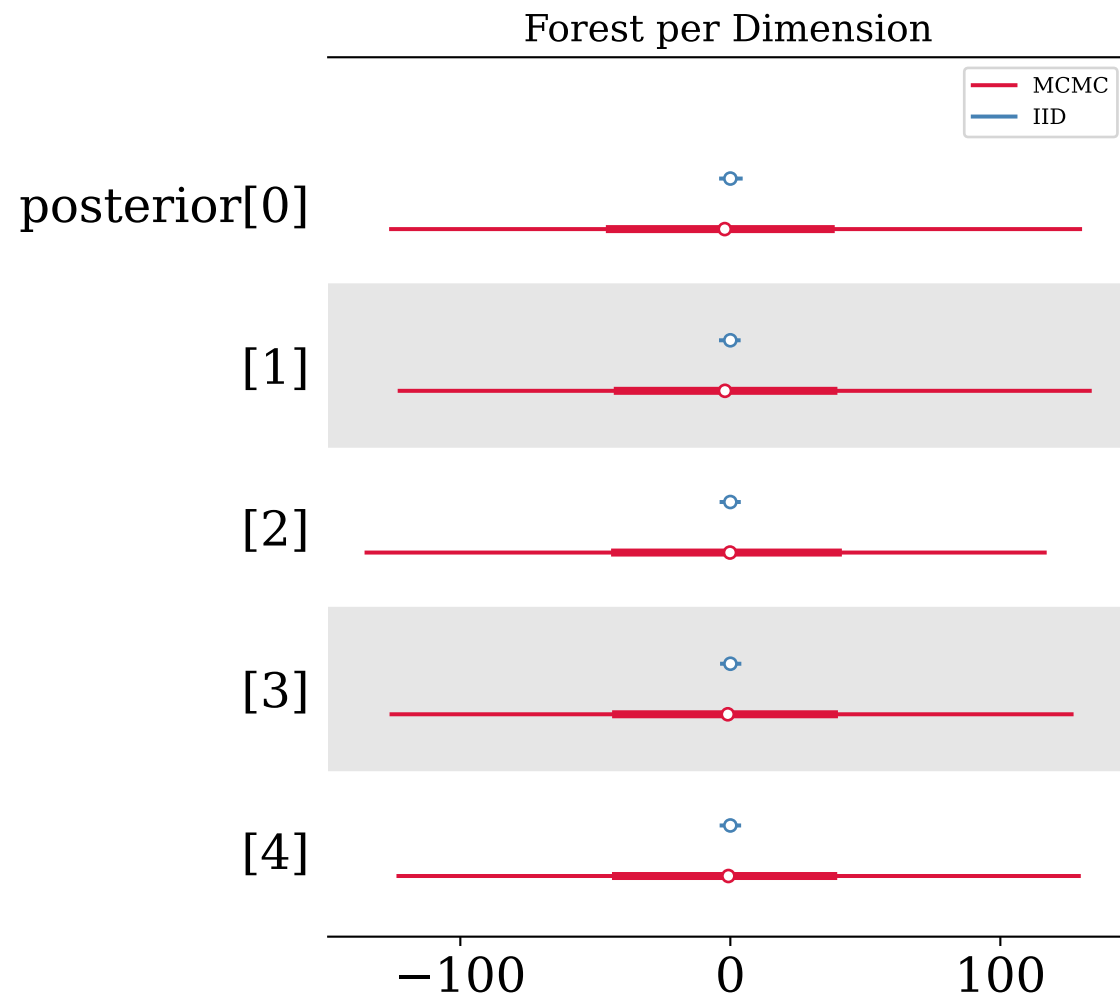 Forest per Dimension
MCMC
IID
posterior[0]
[1]
[2]
[3]
[4]
−100 0 100